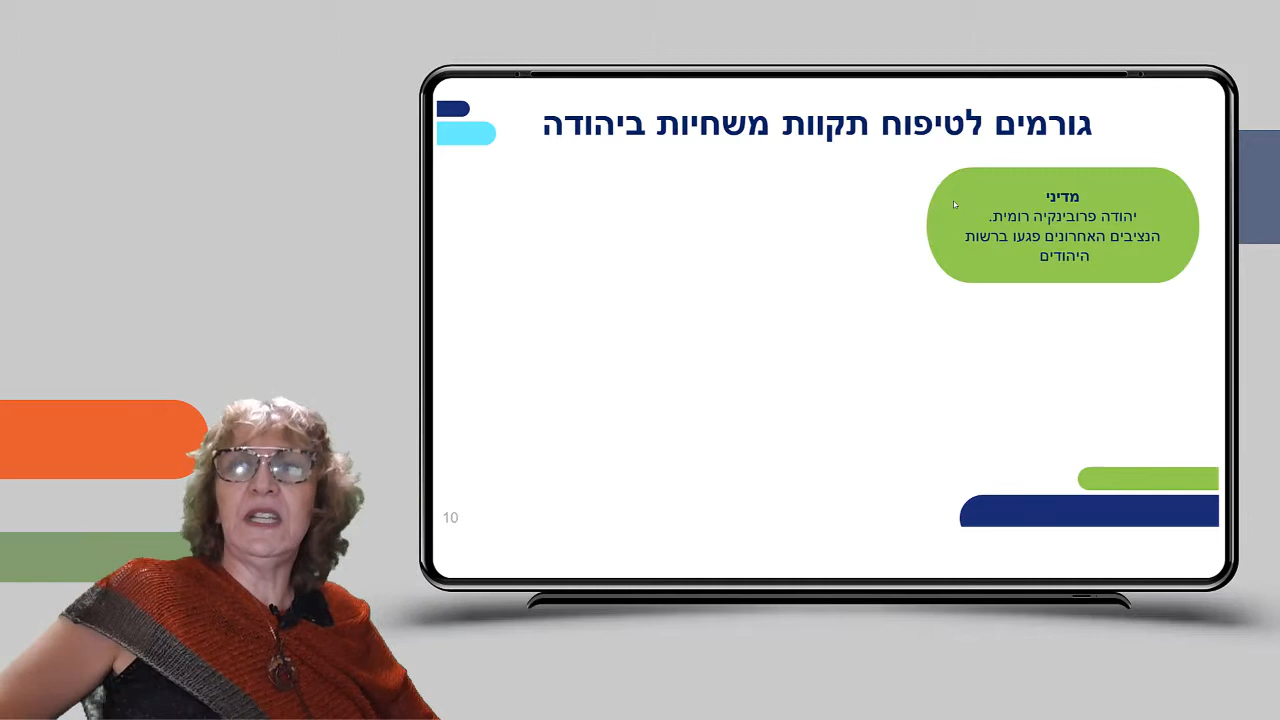 גורמים לטיפוח תקוות משחיות ביהודה
מדיני
יהודה פרובינקיה רומית.
הנציבים האחרונים פגעו ברשות
היהודים
10